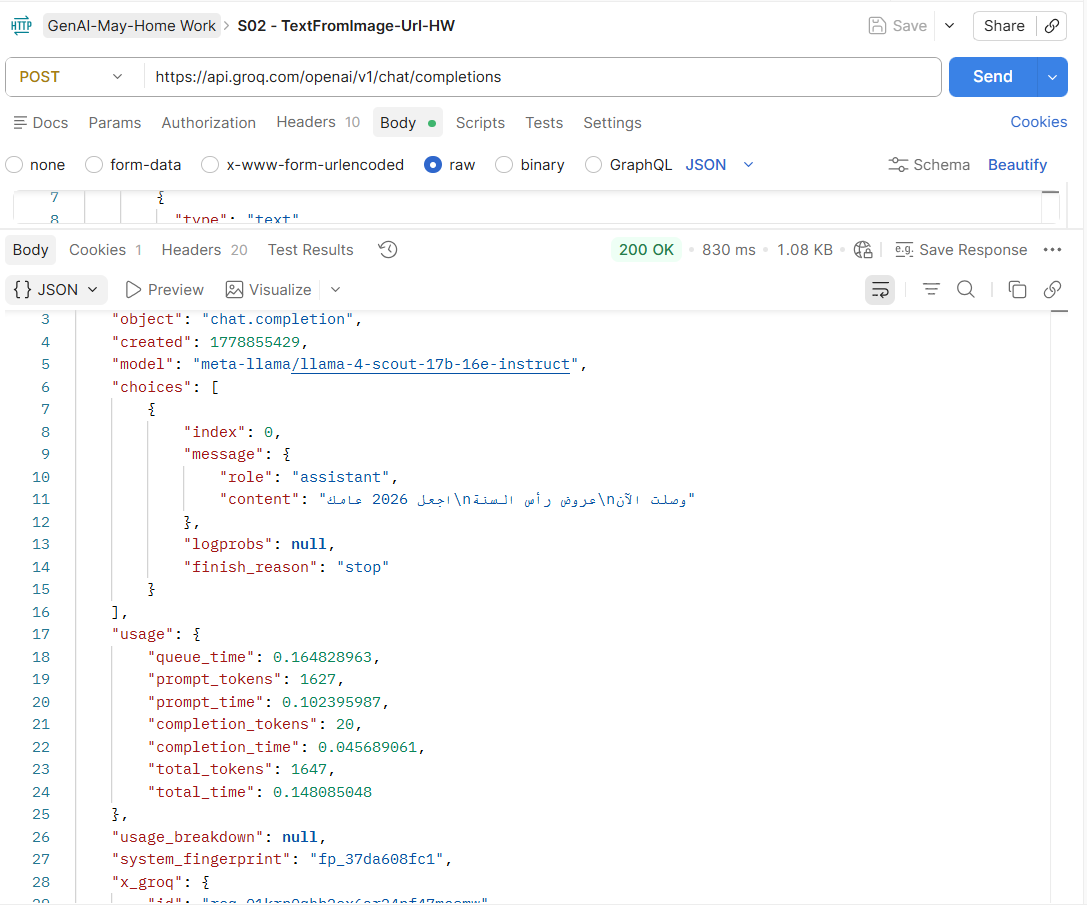 HTTP GenAI-May-Home Work > S02 - TextFromImage-Url-HW Save Share
POST https://api.groq.com/openai/v1/chat/completions Send
Docs Params Authorization Headers 10 Body Scripts Tests Settings Cookies
none form-data x-www-form-urlencoded raw binary GraphQL JSON Schema Beautify
7 {
8 "type": "text"
Body Cookies 1 Headers 20 Test Results 200 OK • 830 ms • 1.08 KB • e.g. Save Response
{} JSON Preview Visualize
3 "object": "chat.completion",
4 "created": 1778855429,
5 "model": "meta-llama/llama-4-scout-17b-16e-instruct",
6 "choices": [
7 {
8 "index": 0,
9 "message": {
10 "role": "assistant",
11 "content": "اجعل 2026 عامك\nعروض رأس السنة\nوصلت الآن"
12 },
13 "logprobs": null,
14 "finish_reason": "stop"
15 }
16 ],
17 "usage": {
18 "queue_time": 0.164828963,
19 "prompt_tokens": 1627,
20 "prompt_time": 0.102395987,
21 "completion_tokens": 20,
22 "completion_time": 0.045689061,
23 "total_tokens": 1647,
24 "total_time": 0.148085048
25 },
26 "usage_breakdown": null,
27 "system_fingerprint": "fp_37da608fc1",
28 "x_groq": {
29 "id":